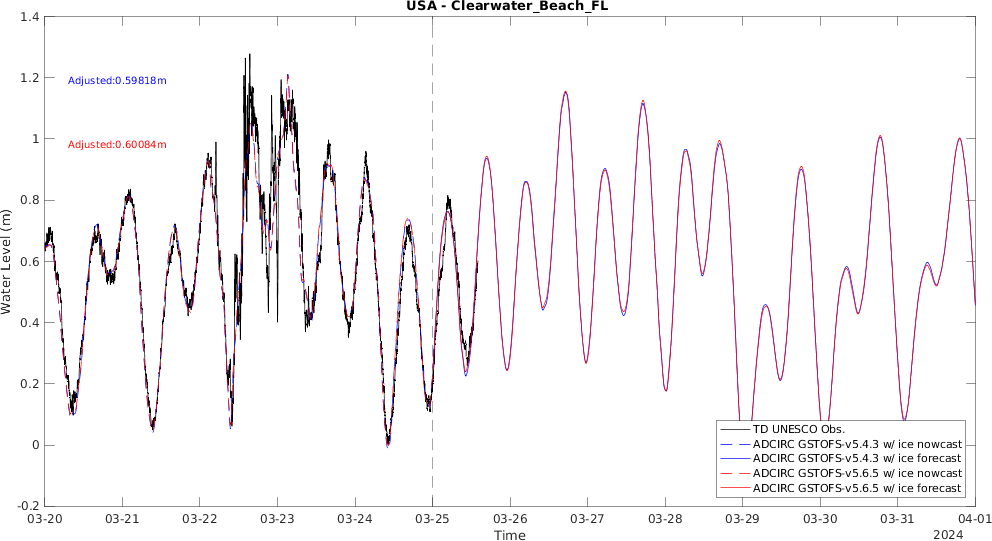 USA - Clearwater_Beach_FL
1.4
1.2
1
0.8
0.6
0.4
0.2
0
-0.2
Water Level (m)
Adjusted:0.59818m
Adjusted:0.60084m
TD UNESCO Obs.
ADCIRC GSTOFS-v5.4.3 w/ ice nowcast
ADCIRC GSTOFS-v5.4.3 w/ ice forecast
ADCIRC GSTOFS-v5.6.5 w/ ice nowcast
ADCIRC GSTOFS-v5.6.5 w/ ice forecast
03-20 03-21 03-22 03-23 03-24 03-25 03-26 03-27 03-28 03-29 03-30 03-31 04-01
Time
2024